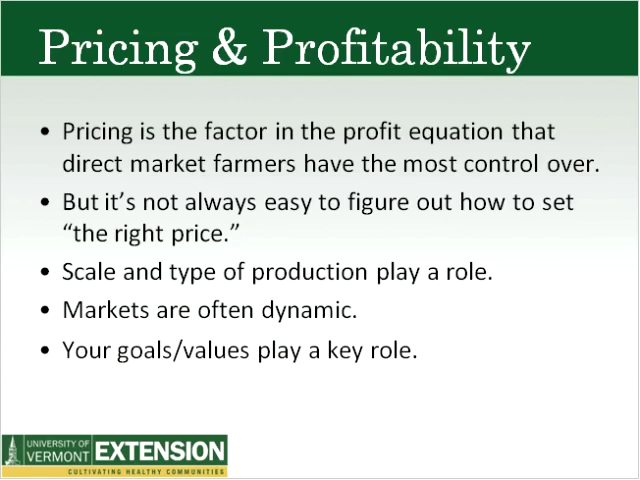 Pricing & Profitability
• Pricing is the factor in the profit equation that
direct market farmers have the most control over.
• But it’s not always easy to figure out how to set
“the right price.”
• Scale and type of production play a role.
• Markets are often dynamic.
• Your goals/values play a key role.
UNIVERSITY OF
VERMONT EXTENSION
CULTIVATING HEALTHY COMMUNITIES